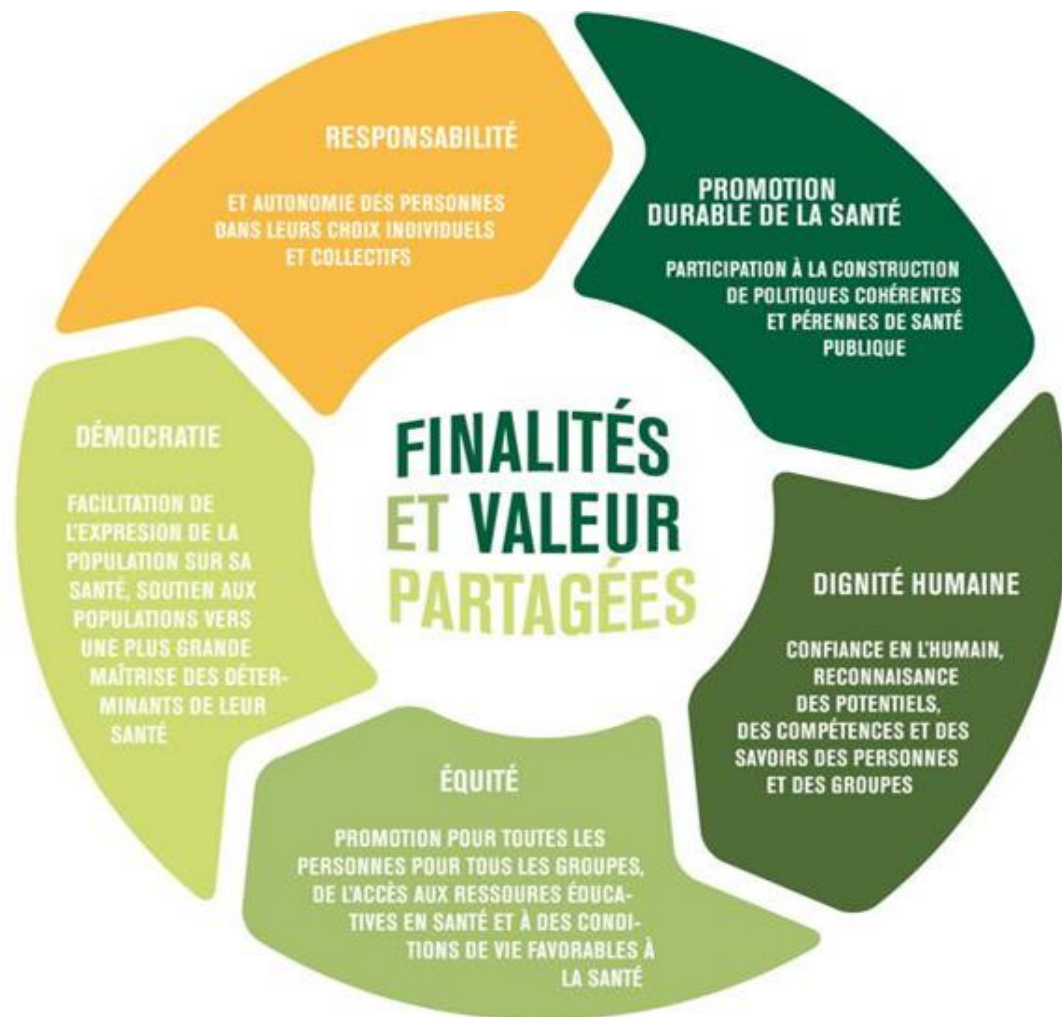 RESPONSABILITÉ
ET AUTONOMIE DES PERSONNES
DANS LEURS CHOIX INDIVIDUELS
ET COLLECTIFS
PROMOTION
DURABLE DE LA SANTÉ
PARTICIPATION À LA CONSTRUCTION
DE POLITIQUES COHÉRENTES
ET PÉRENNES DE SANTÉ
PUBLIQUE
FINALITÉS
ET VALEUR
PARTAGÉES
DIGNITÉ HUMAINE
CONFIANCE EN L'HUMAIN,
RECONNAISANCE
DES POTENTIELS,
DES COMPÉTENCES ET DES
SAVOIRS DES PERSONNES
ET DES GROUPES
ÉQUITÉ
PROMOTION POUR TOUTES LES
PERSONNES POUR TOUS LES GROUPES,
DE L'ACCÈS AUX RESSOURES ÉDUCA-
TIVES EN SANTÉ ET À DES CONDI-
TIONS DE VIE FAVORABLES À
LA SANTÉ
DÉMOCRATIE
FACILITATION DE
L'EXPRESION DE LA
POPULATION SUR SA
SANTÉ, SOUTIEN AUX
POPULATIONS VERS
UNE PLUS GRANDE
MAÎTRISE DES DÉTER-
MINANTS DE LEUR
SANTÉ